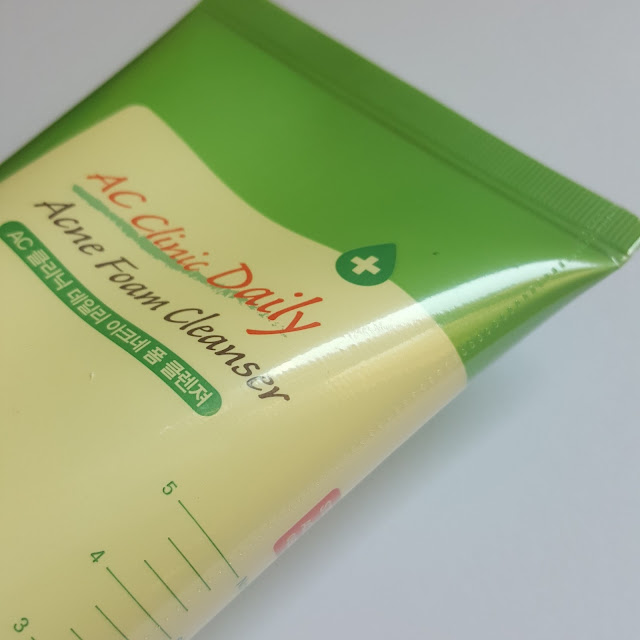 AC Clinic Daily
Acne Foam Cleanser
AC 클리닉 데일리 아크네 폼 클렌져
5
4
3